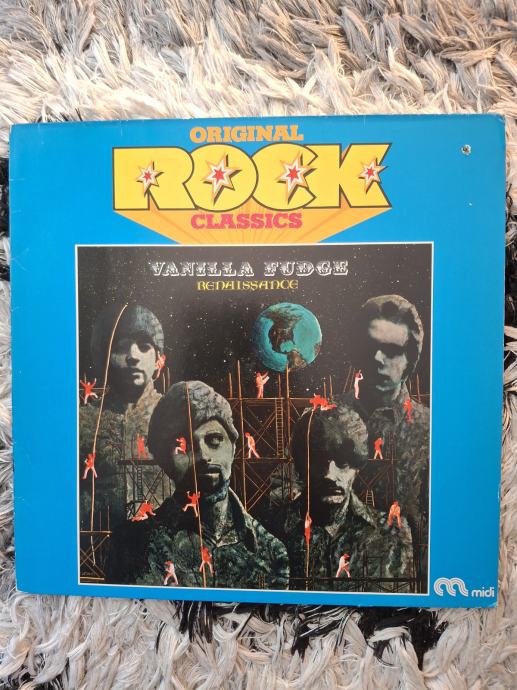 ORIGINAL
ROCK
CLASSICS
VANILLA FUDGE
RENAISSANCE
midi